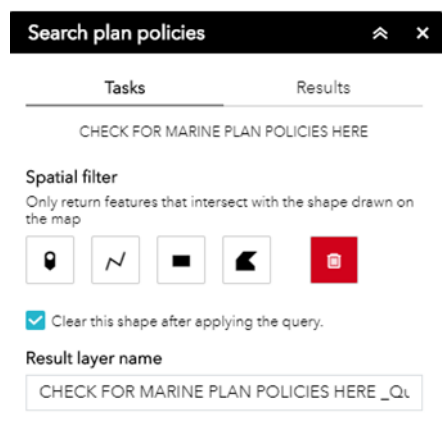 Search plan policies
Tasks
Results
CHECK FOR MARINE PLAN POLICIES HERE
Spatial filter
Only return features that intersect with the shape drawn on
the map
Clear this shape after applying the query.
Result layer name
CHECK FOR MARINE PLAN POLICIES HERE _Qu